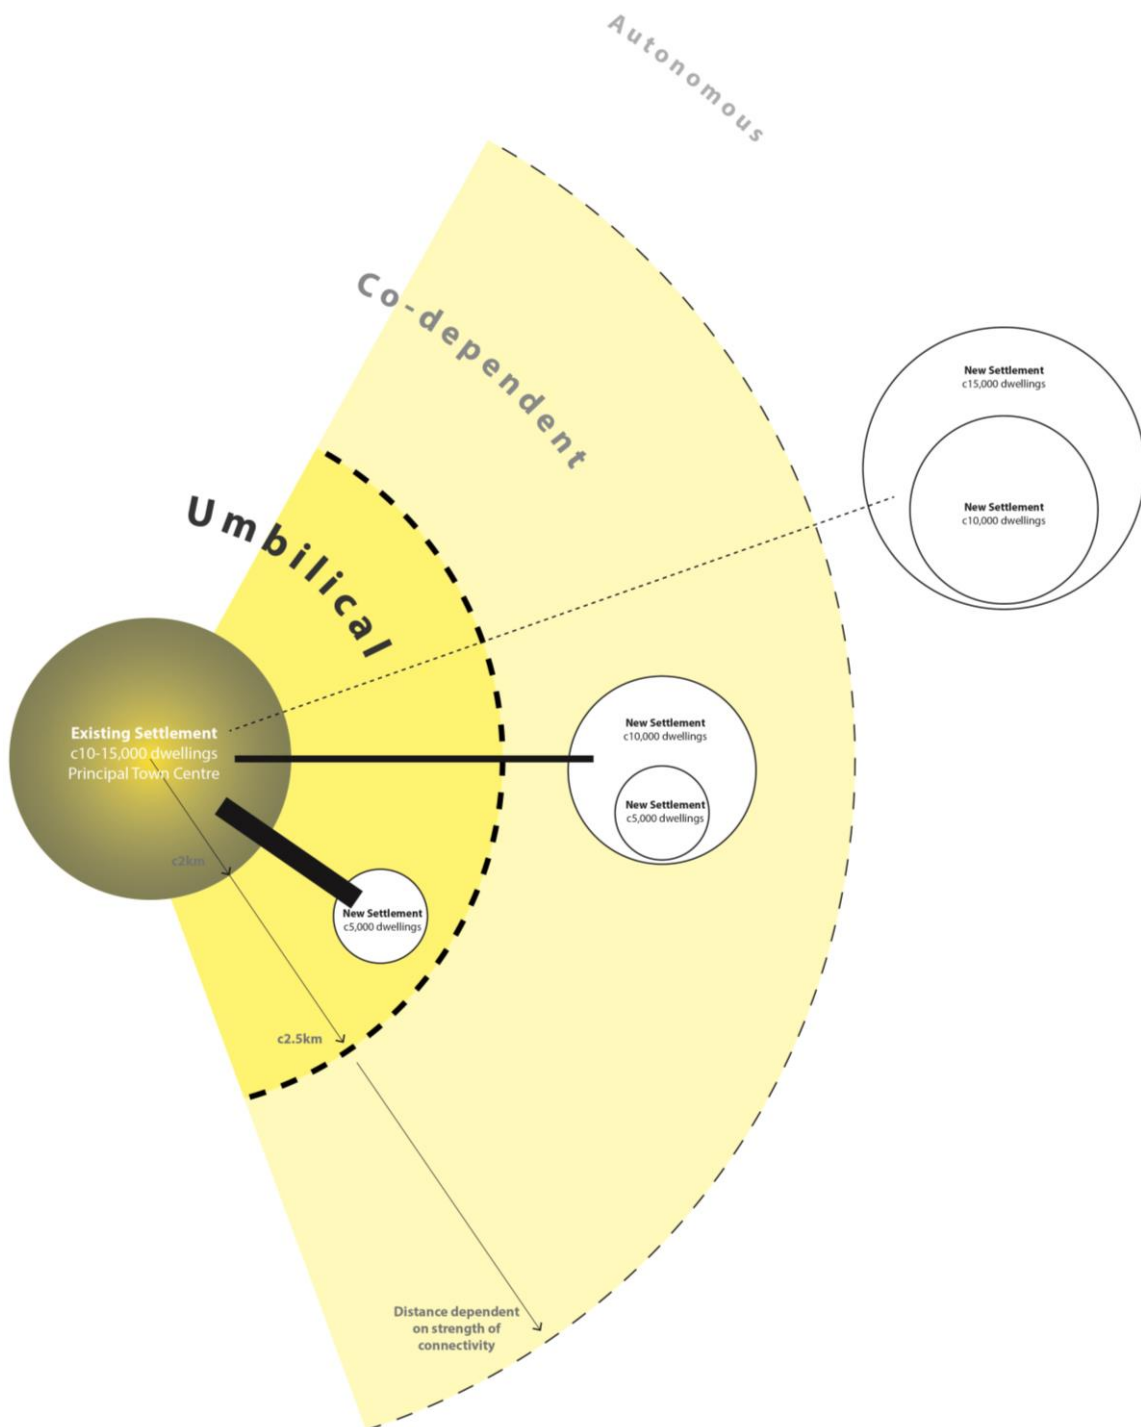 Autonomous
Co-dependent
Umbilical
New Settlement
c15,000 dwellings
New Settlement
c10,000 dwellings
Existing Settlement
c10-15,000 dwellings
Principal Town Centre
New Settlement
c10,000 dwellings
New Settlement
c5,000 dwellings
c2km
New Settlement
c5,000 dwellings
c2.5km
Distance dependent
on strength of
connectivity